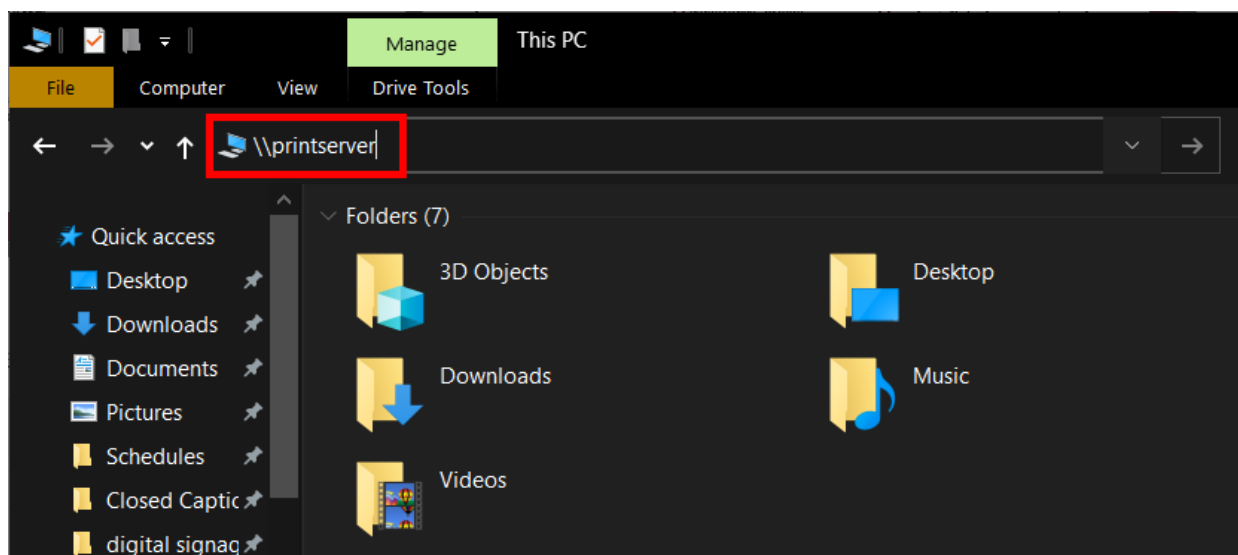 Manage
This PC
File
Computer
View
Drive Tools
\\printserver
Quick access
Desktop
Downloads
Documents
Pictures
Schedules
Closed Captic
digital signaq
Folders (7)
3D Objects
Desktop
Downloads
Music
Videos